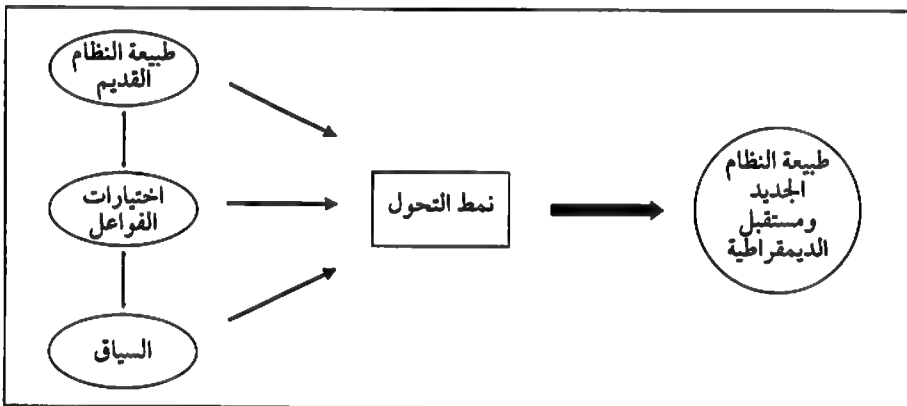 طبيعة النظام
القديم
اختيارات
الفواعل
السياق
نمط التحول
طبيعة النظام
الجديد
ومستقبل
الديمقراطية